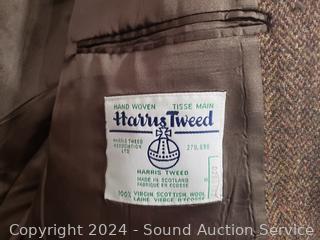 HAND WOVEN TISSE MAIN
Harris Tweed
HARRIS TWEED
ASSOCIATION
LTD
HARRIS TWEED
MADE IN SCOTLAND
FABRIQUE EN ECOSSE
100% VIRGIN SCOTTISH WOOL
LAINE VIERGE D'ECOSSE
Copyright 2024 - Sound Auction Service